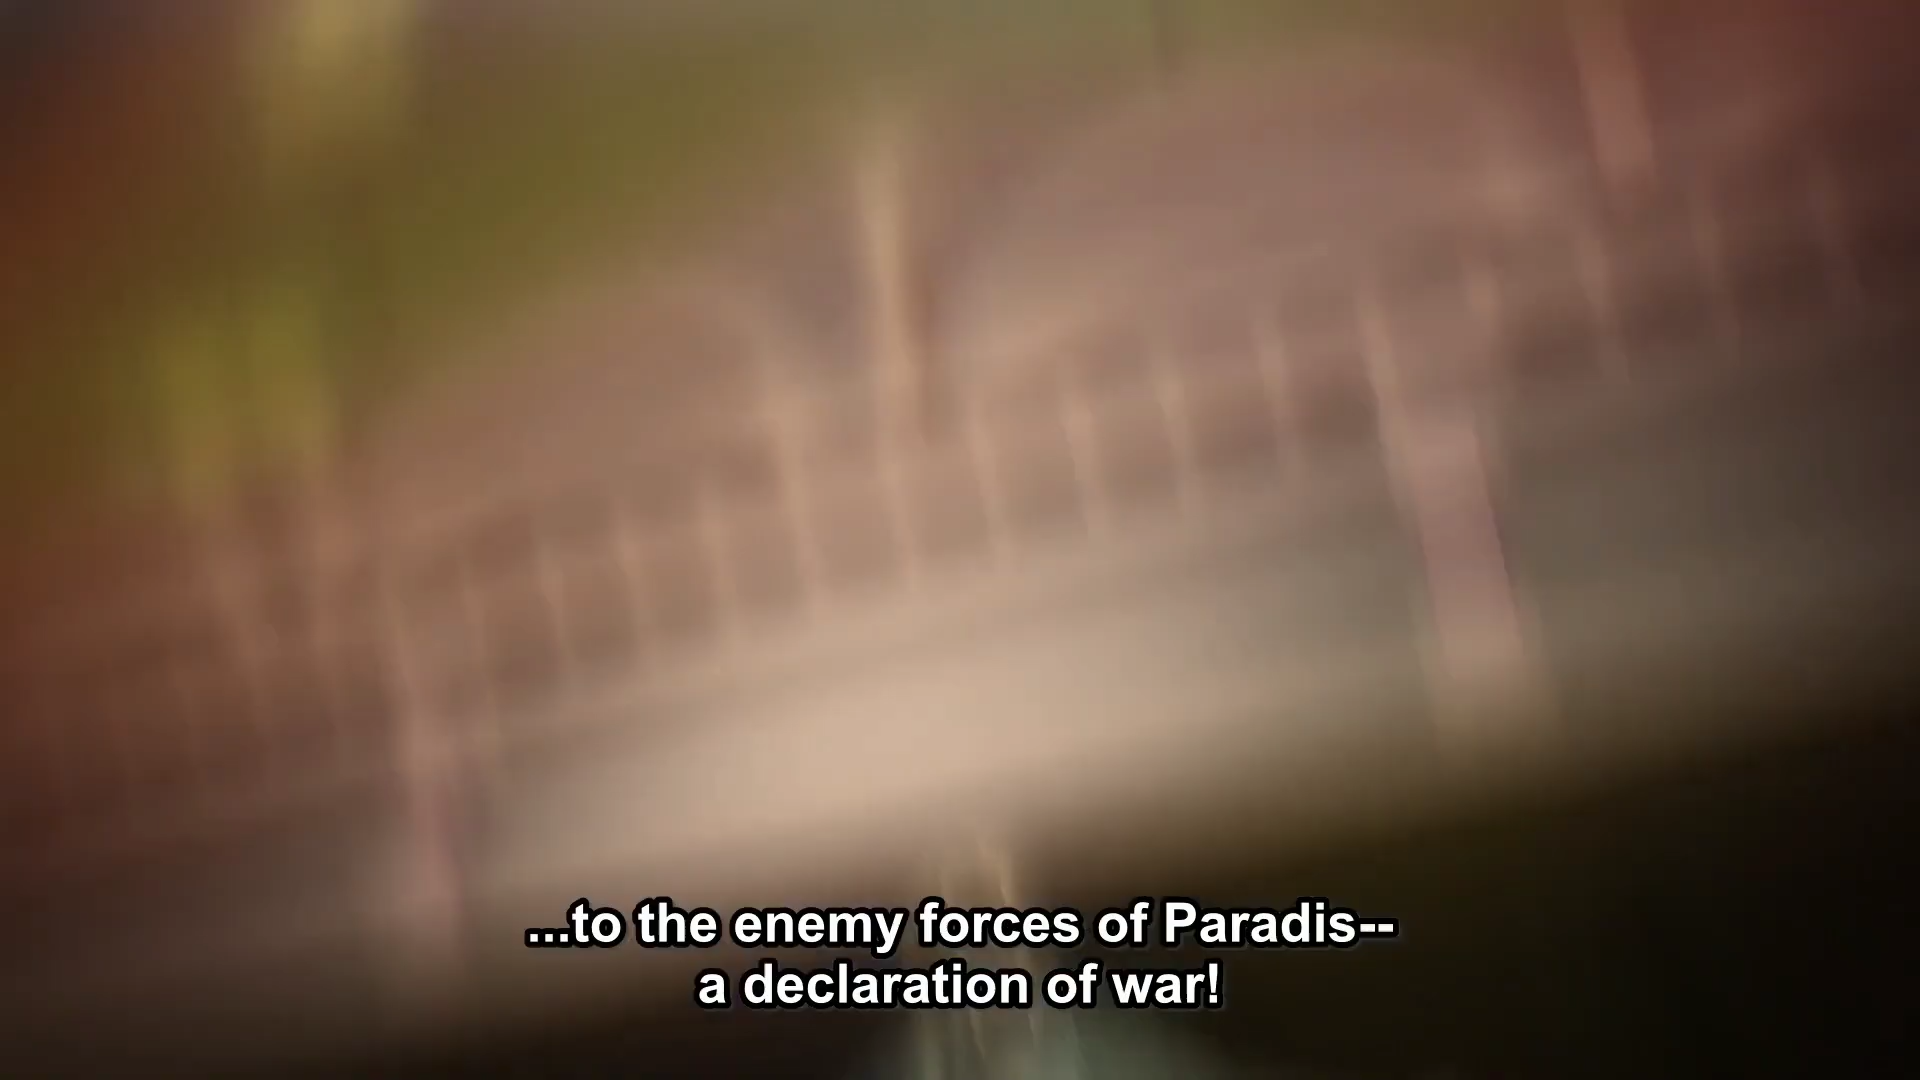 ...to the enemy forces of Paradis--
a declaration of war!